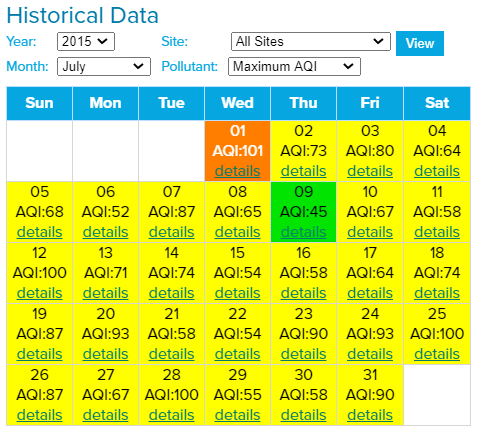 Historical Data
Year: 2015 Site: All Sites View
Month: July Pollutant: Maximum AQI
Sun Mon Tue Wed Thu Fri Sat
01 02 03 04
AQI:101 AQI:73 AQI:80 AQI:64
details details details details
05 06 07 08 09 10 11
AQI:68 AQI:52 AQI:87 AQI:65 AQI:45 AQI:67 AQI:58
details details details details details details details
12 13 14 15 16 17 18
AQI:100 AQI:71 AQI:74 AQI:54 AQI:58 AQI:64 AQI:74
details details details details details details details
19 20 21 22 23 24 25
AQI:87 AQI:93 AQI:58 AQI:54 AQI:90 AQI:93 AQI:100
details details details details details details details
26 27 28 29 30 31
AQI:87 AQI:67 AQI:100 AQI:55 AQI:58 AQI:90
details details details details details details